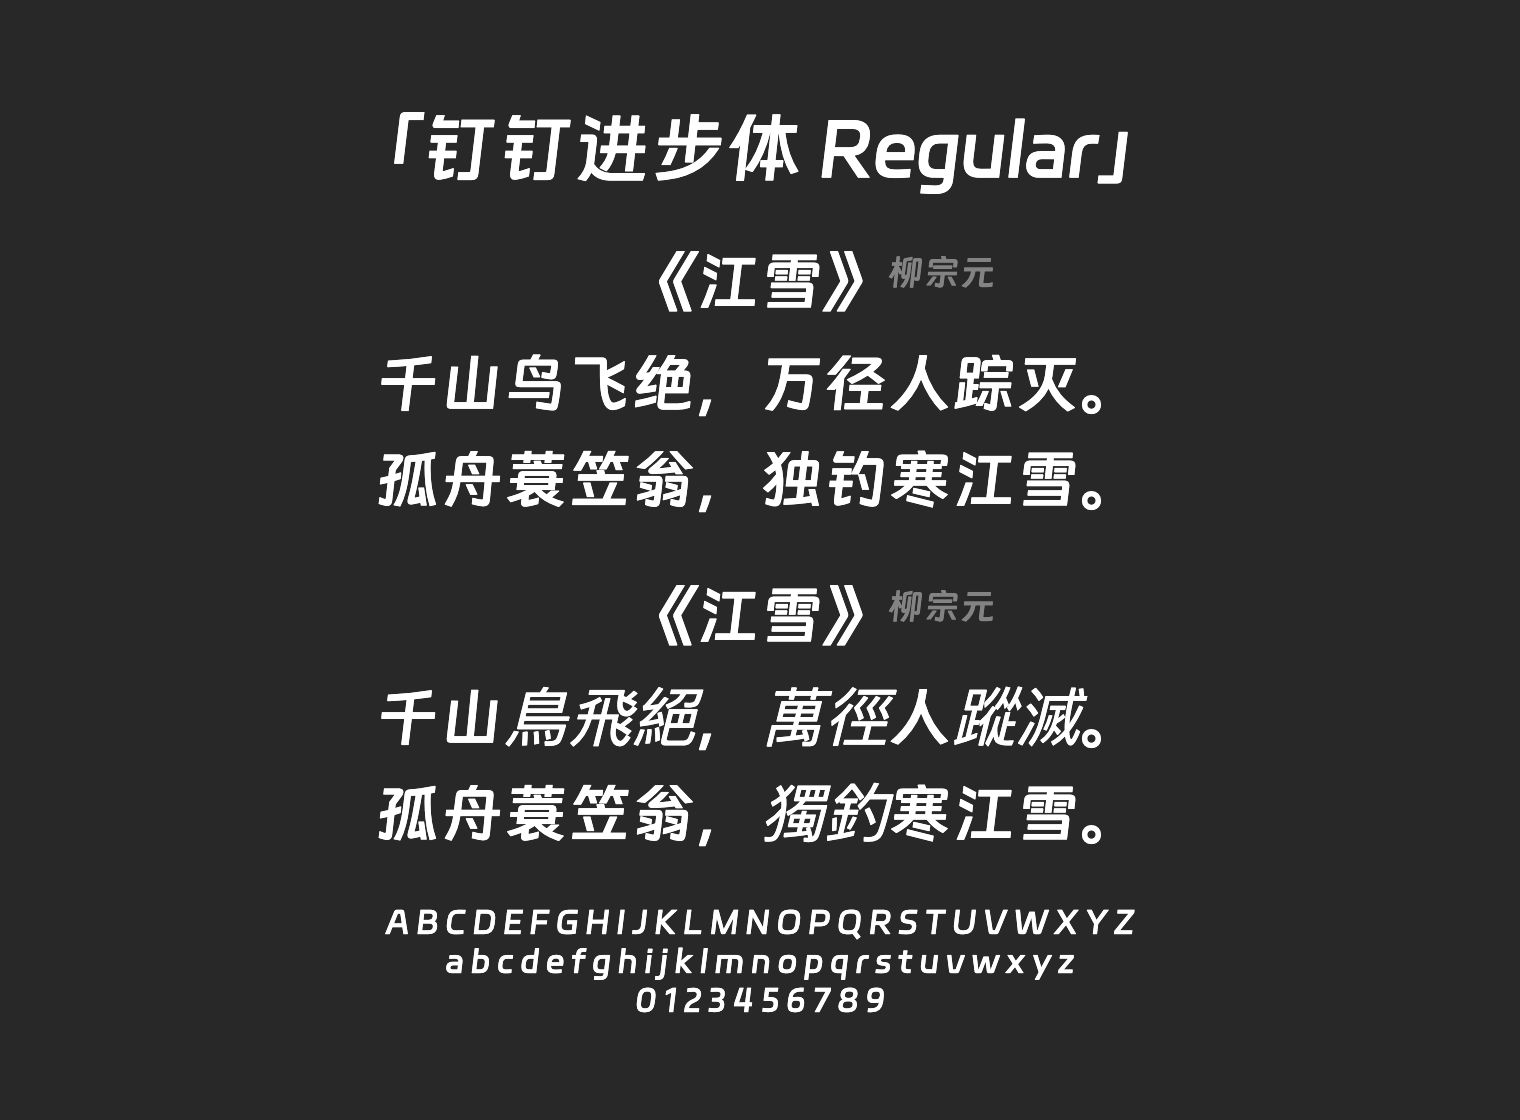 「钉钉进步体 Regular」
《江雪》柳宗元
千山鸟飞绝，万径人踪灭。
孤舟蓑笠翁，独钓寒江雪。
《江雪》柳宗元
千山鳥飛絕，萬徑人蹤滅。
孤舟蓑笠翁，獨釣寒江雪。
ABCDEFGHIJKLMNOPQRSTUVWXYZ
abcdefghijklmnopqrstuvwxyz
0123456789